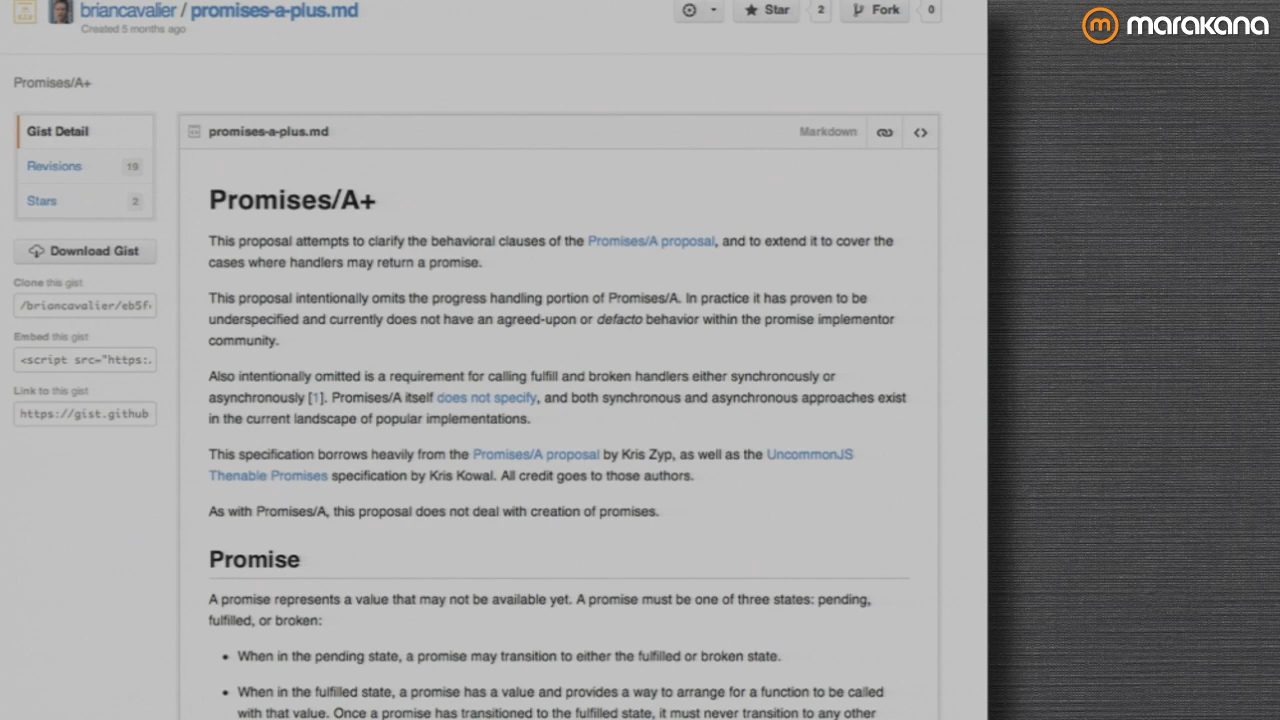 marakana
briancavalier / promises-a-plus.md
Created 5 months ago
Star 2 Fork 0
Promises/A+
Gist Detail
Revisions 19
Stars 2
Download Gist
Clone this gist
/briancavalier/eb5f
Embed this gist
<script src="https:.
Link to this gist
https://gist.github
promises-a-plus.md Markdown
Promises/A+
This proposal attempts to clarify the behavioral clauses of the Promises/A proposal, and to extend it to cover the
cases where handlers may return a promise.
This proposal intentionally omits the progress handling portion of Promises/A. In practice it has proven to be
underspecified and currently does not have an agreed-upon or defacto behavior within the promise implementor
community.
Also intentionally omitted is a requirement for calling fulfill and broken handlers either synchronously or
asynchronously [1]. Promises/A itself does not specify, and both synchronous and asynchronous approaches exist
in the current landscape of popular implementations.
This specification borrows heavily from the Promises/A proposal by Kris Zyp, as well as the UncommonJS
Thenable Promises specification by Kris Kowal. All credit goes to those authors.
As with Promises/A, this proposal does not deal with creation of promises.
Promise
A promise represents a value that may not be available yet. A promise must be one of three states: pending,
fulfilled, or broken:
• When in the pending state, a promise may transition to either the fulfilled or broken state.
• When in the fulfilled state, a promise has a value and provides a way to arrange for a function to be called
with that value. Once a promise has transitioned to the fulfilled state, it must never transition to any other